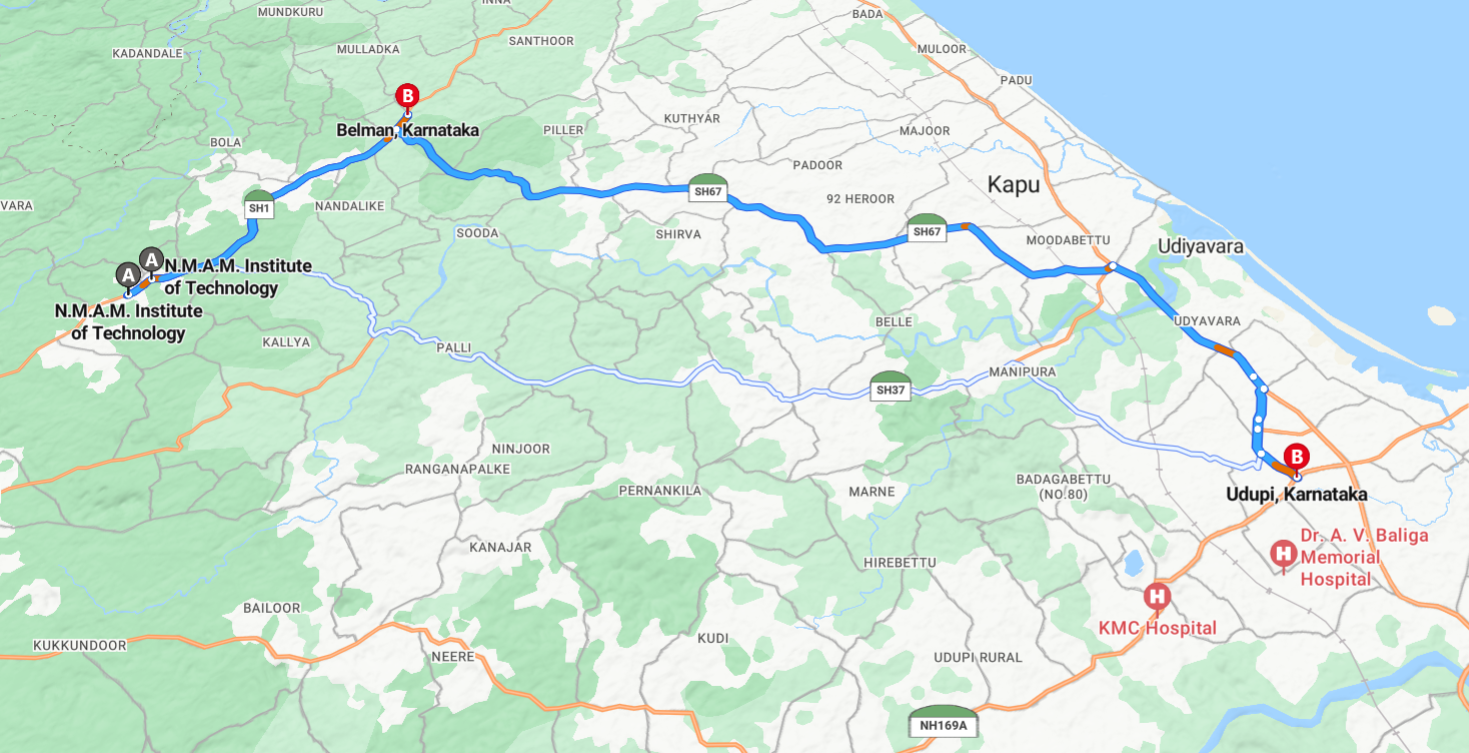 INNA
MUNDKURU
BADA
SANTHOOR
MULLADKA
KADANDALE
MULOOR
PADU
B
Belman, Karnataka
PILLER
KUTHYAR
MAJOOR
BOLA
PADOOR
Kapu
SH67
92 HEROOR
VARA
SH1
NANDALIKE
SOODA
SHIRVA
SH67
MOODABETTU
Udiyavara
A
A
N.M.A.M. Institute
of Technology
N.M.A.M. Institute
of Technology
BELLE
UDYAVARA
KALLYA
PALLI
MANIPURA
SH37
NINJOOR
RANGANAPALKE
PERNANKILA
MARNE
BADAGABETTU
(NO.80)
B
Udupi, Karnataka
KANAJAR
HIREBETTU
H
Dr. A. V. Baliga
Memorial
Hospital
H
KMC Hospital
BAILOOR
KUKKUNDOOR
KUDI
NEERE
UDUPI RURAL
NH169A